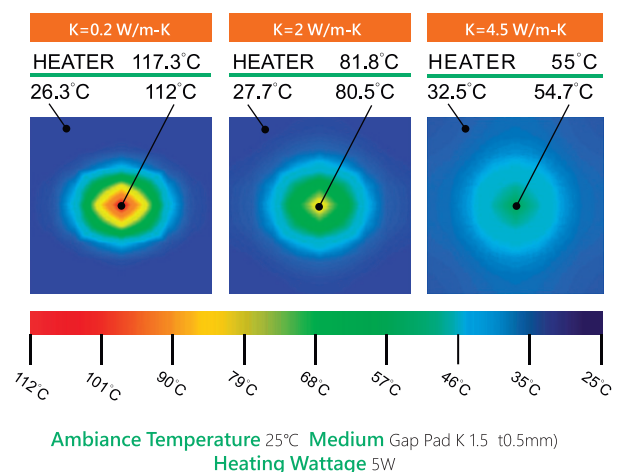 K=0.2 W/m-K K=2 W/m-K K=4.5 W/m-K
HEATER 117.3°C HEATER 81.8°C HEATER 55°C
26.3°C 112°C 27.7°C 80.5°C 32.5°C 54.7°C
112°C 101°C 90°C 79°C 68°C 57°C 46°C 35°C 25°C
Ambiance Temperature 25°C Medium Gap Pad K 1.5 t0.5mm)
Heating Wattage 5W